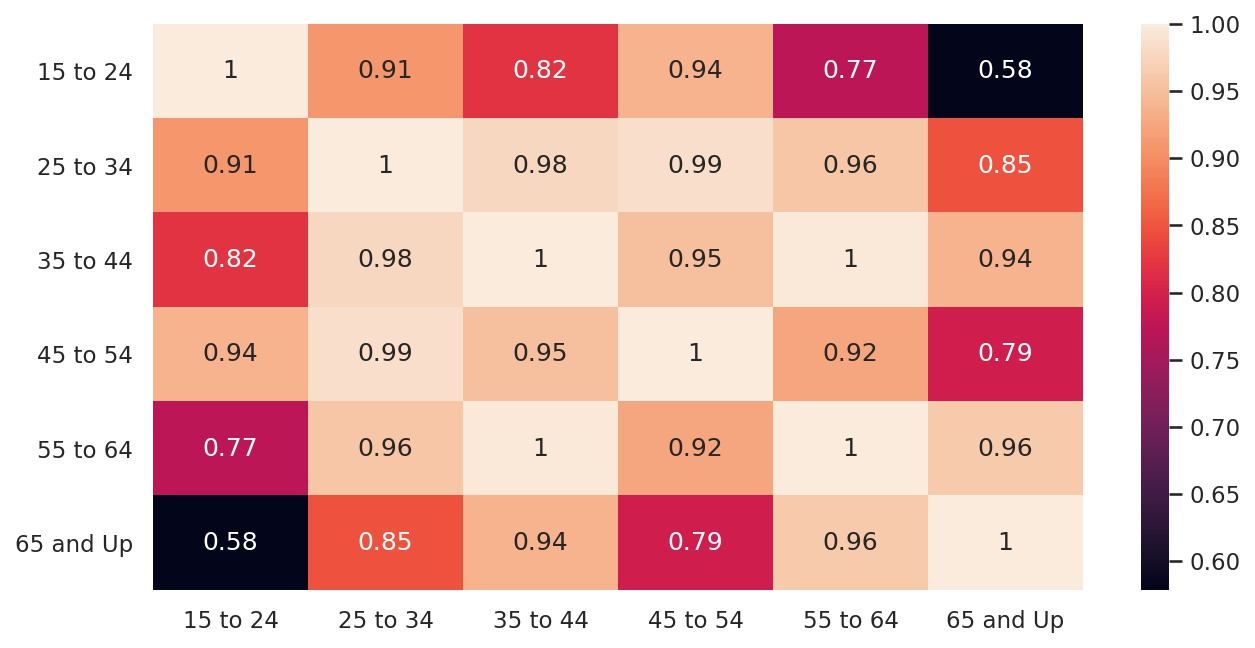 15 to 24 1 0.91 0.82 0.94 0.77 0.58
25 to 34 0.91 1 0.98 0.99 0.96 0.85
35 to 44 0.82 0.98 1 0.95 1 0.94
45 to 54 0.94 0.99 0.95 1 0.92 0.79
55 to 64 0.77 0.96 1 0.92 1 0.96
65 and Up 0.58 0.85 0.94 0.79 0.96 1
15 to 24 25 to 34 35 to 44 45 to 54 55 to 64 65 and Up
1.00
0.95
0.90
0.85
0.80
0.75
0.70
0.65
0.60